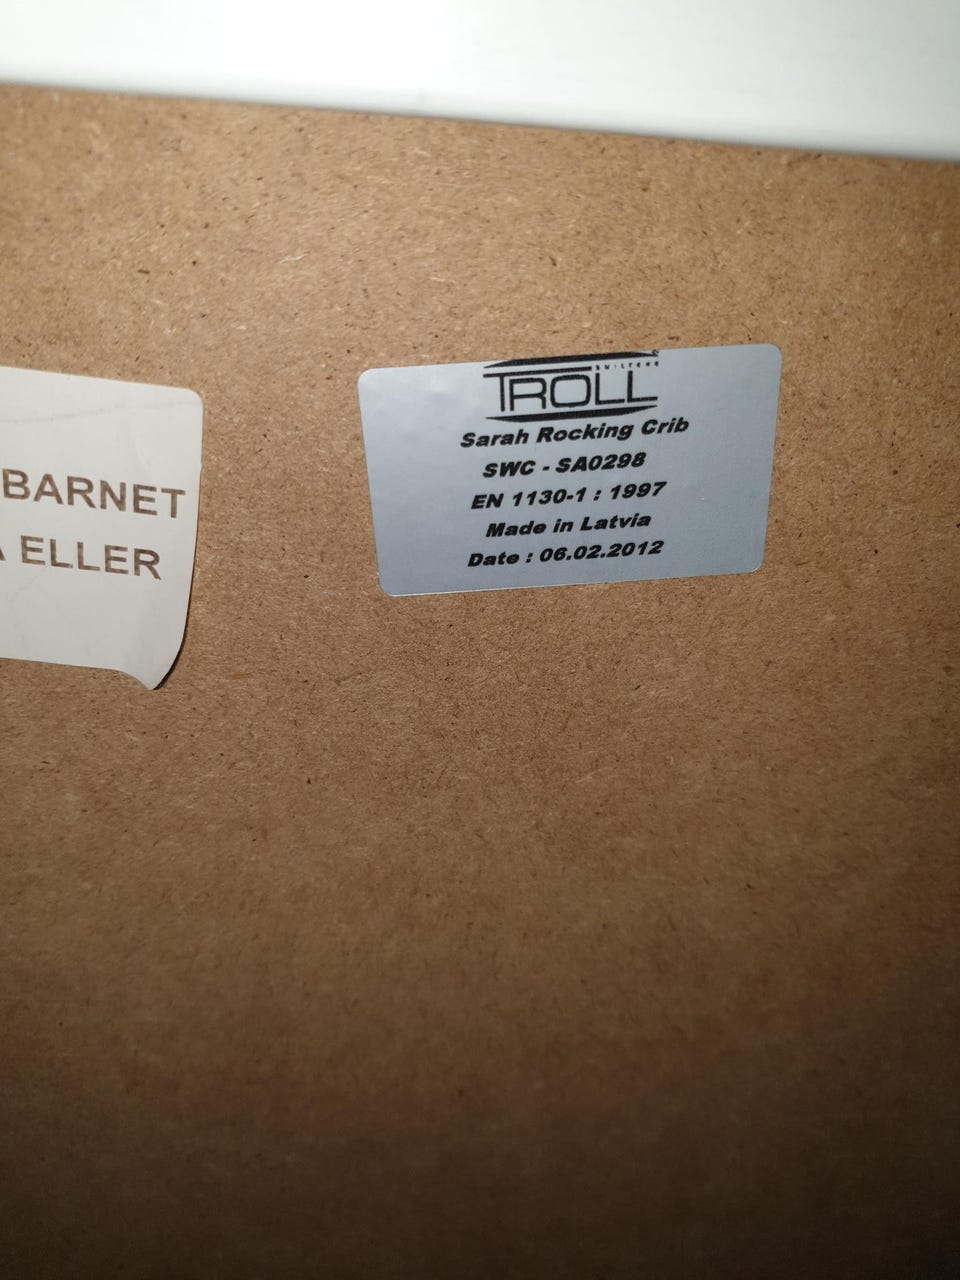 BARNET
ELLER
TROLL
Sarah Rocking Crib
SWC - SA0298
EN 1130-1 : 1997
Made in Latvia
Date : 06.02.2012